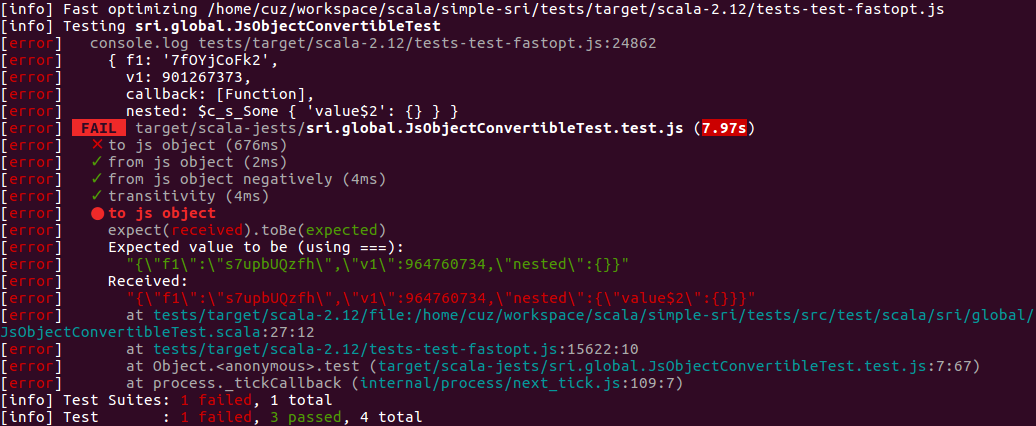 [info] Fast optimizing /home/cuz/workspace/scala/simple-sri/tests/target/scala-2.12/tests-test-fastopt.js
[info] Testing sri.global.JsObjectConvertibleTest
[error] console.log tests/target/scala-2.12/tests-test-fastopt.js:24862
[error] { f1: '7fOYjCoFk2',
[error] v1: 901267373,
[error] callback: [Function],
[error] nested: $c_s_Some { 'value$2': {} } }
[error] FAIL target/scala-jests/sri.global.JsObjectConvertibleTest.test.js (7.97s)
[error] ✕ to js object (676ms)
[error] ✓ from js object (2ms)
[error] ✓ from js object negatively (4ms)
[error] ✓ transitivity (4ms)
[error] ● to js object
[error] expect(received).toBe(expected)
[error] Expected value to be (using ===):
[error] "{\"f1\":\"s7upbUQzfh\",\"v1\":964760734,\"nested\":{}}"
[error] Received:
[error] "{\"f1\":\"s7upbUQzfh\",\"v1\":964760734,\"nested\":{\"value$2\":{}}}"
[error] at tests/target/scala-2.12/file:/home/cuz/workspace/scala/simple-sri/tests/src/test/scala/sri/global/
JsObjectConvertibleTest.scala:27:12
[error] at tests/target/scala-2.12/tests-test-fastopt.js:15622:10
[error] at Object.<anonymous>.test (target/scala-jests/sri.global.JsObjectConvertibleTest.test.js:7:67)
[error] at process._tickCallback (internal/process/next_tick.js:109:7)
[info] Test Suites: 1 failed, 1 total
[info] Test : 1 failed, 3 passed, 4 total